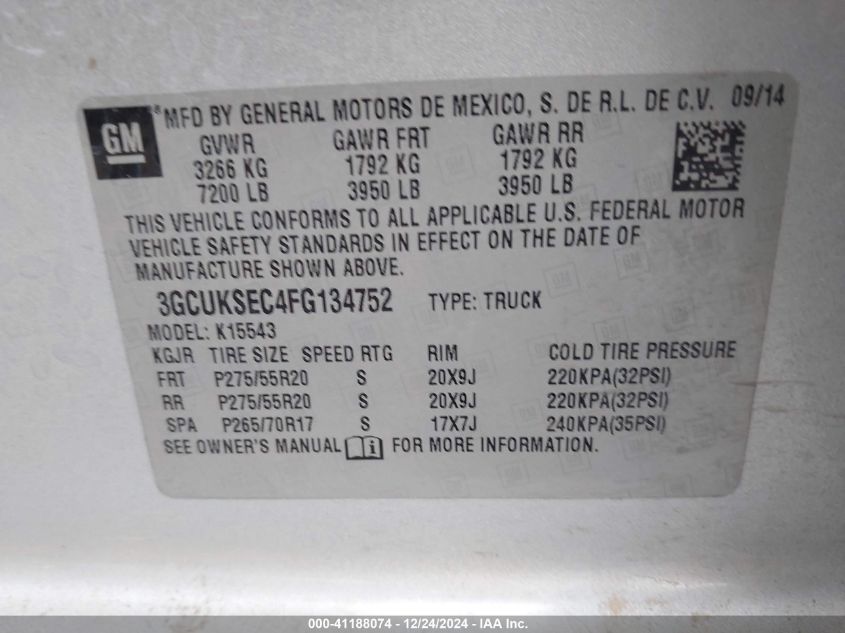 GM
® MFD BY GENERAL MOTORS DE MEXICO, S. DE R.L. DE C.V. 09/14
GVWR GAWR FRT GAWR RR
3266 KG 1792 KG 1792 KG
7200 LB 3950 LB 3950 LB
THIS VEHICLE CONFORMS TO ALL APPLICABLE U.S. FEDERAL MOTOR
VEHICLE SAFETY STANDARDS IN EFFECT ON THE DATE OF
MANUFACTURE SHOWN ABOVE.
3GCUKSEC4FG134752 TYPE: TRUCK
MODEL: K15543
KGJR TIRE SIZE SPEED RTG RIM COLD TIRE PRESSURE
FRT P275/55R20 S 20X9J 220KPA(32PSI)
RR P275/55R20 S 20X9J 220KPA(32PSI)
SPA P265/70R17 S 17X7J 240KPA(35PSI)
SEE OWNER'S MANUAL i FOR MORE INFORMATION.
000-41188074 - 12/24/2024 - IAA Inc.